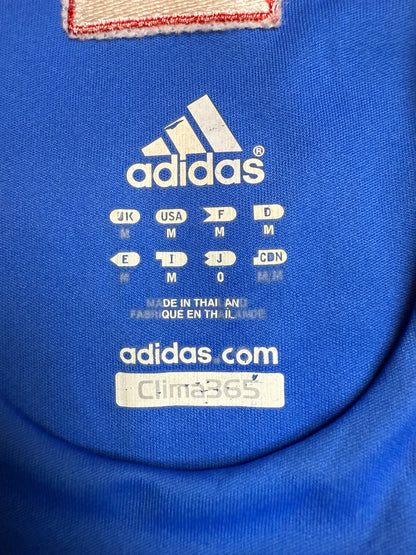 adidas®
UK USA F D
M M M M
E I J CDN
M M O M/M
MADE IN THAILAND
FABRIQUE EN THAÏLANDE
adidas.com
Clima365